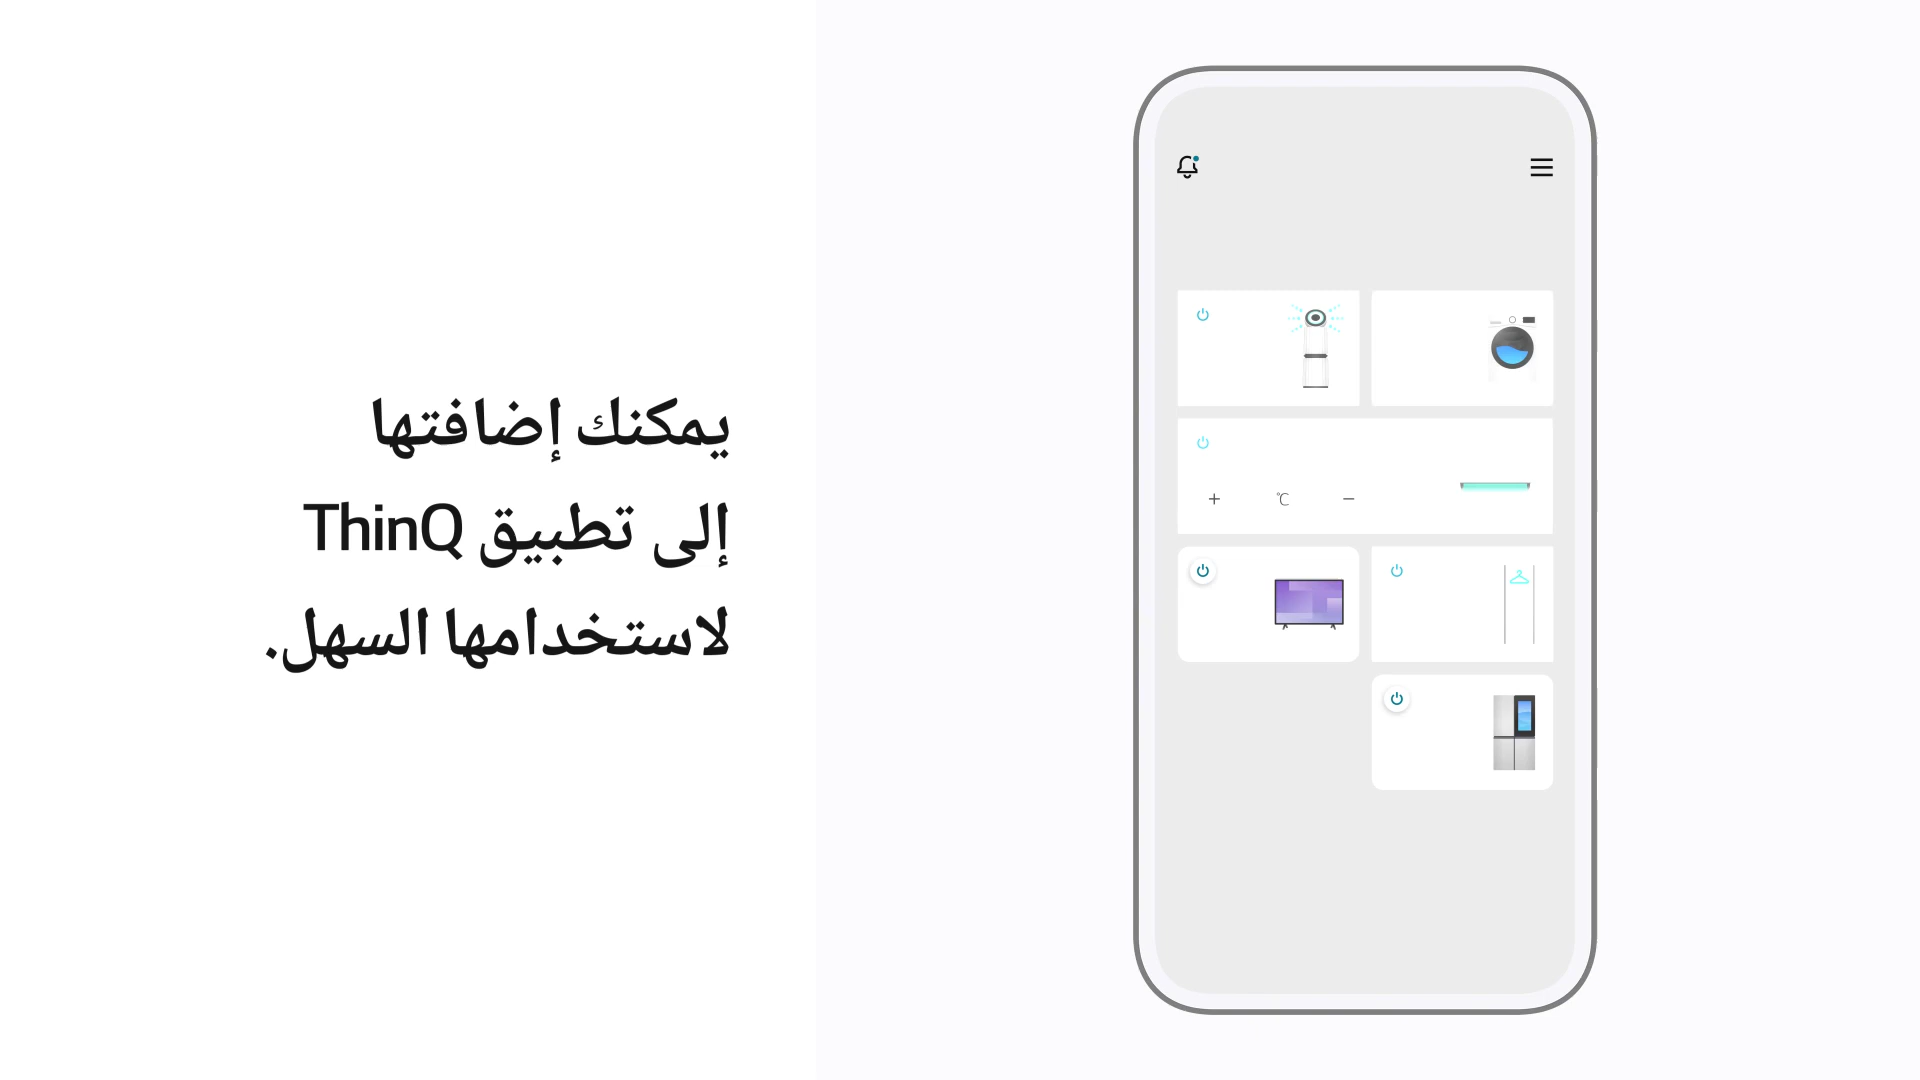 يمكنك إضافتها
إلى تطبيق ThinQ
لاستخدامها السهل.
+ ℃ −